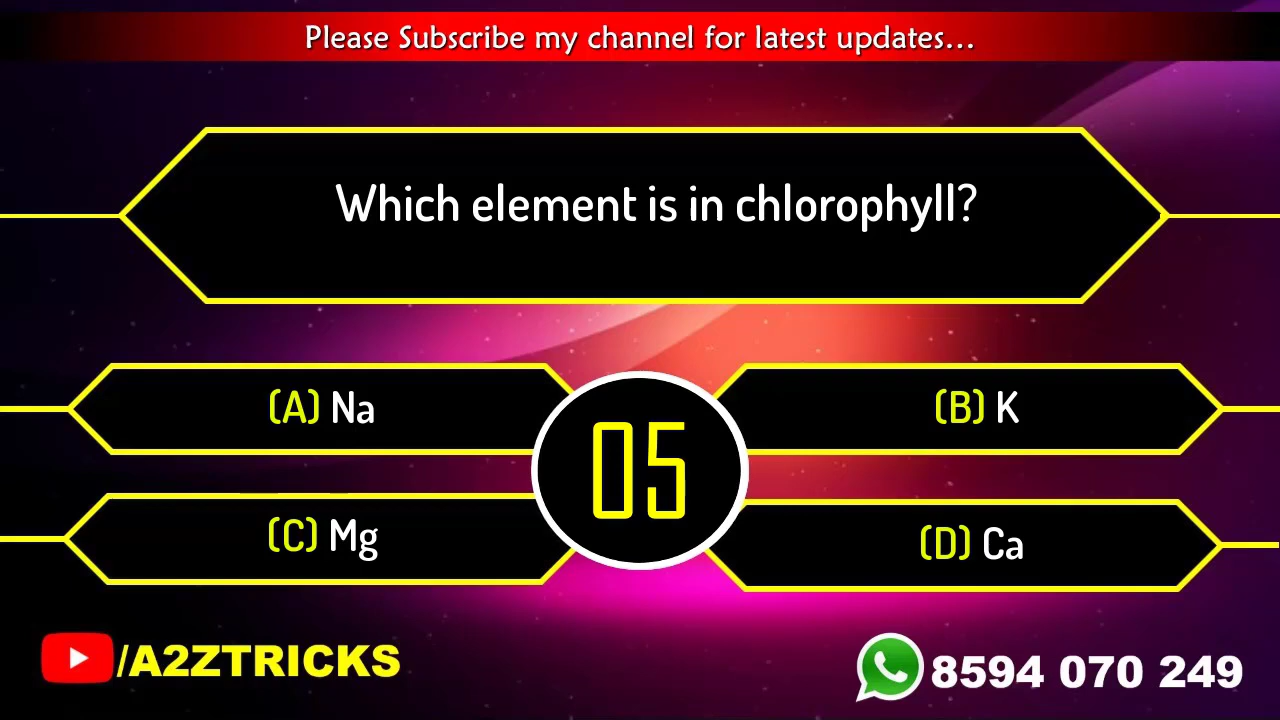 Please Subscribe my channel for latest updates...
Which element is in chlorophyll?
(A) Na
(B) K
05
(C) Mg
(D) Ca
/A2ZTRICKS
8594 070 249